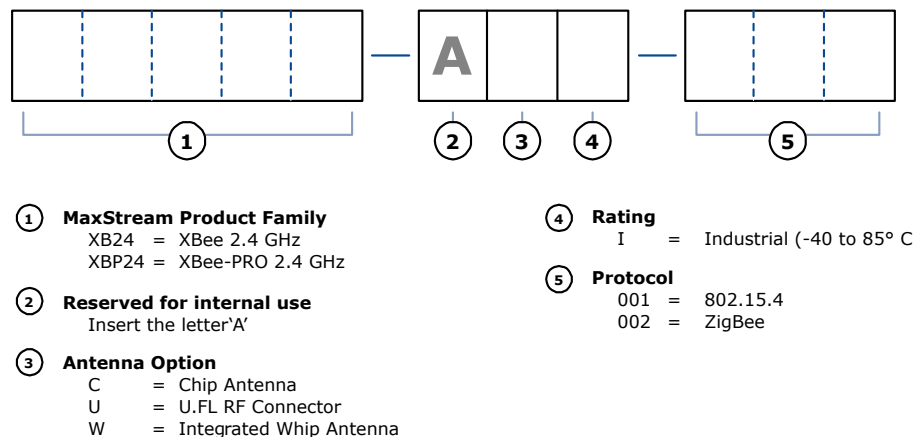 A
1 2 3 4 5
1 MaxStream Product Family
XB24 = XBee 2.4 GHz
XBP24 = XBee-PRO 2.4 GHz
2 Reserved for internal use
Insert the letter‘A’
3 Antenna Option
C = Chip Antenna
U = U.FL RF Connector
W = Integrated Whip Antenna
4 Rating
I = Industrial (-40 to 85° C
5 Protocol
001 = 802.15.4
002 = ZigBee